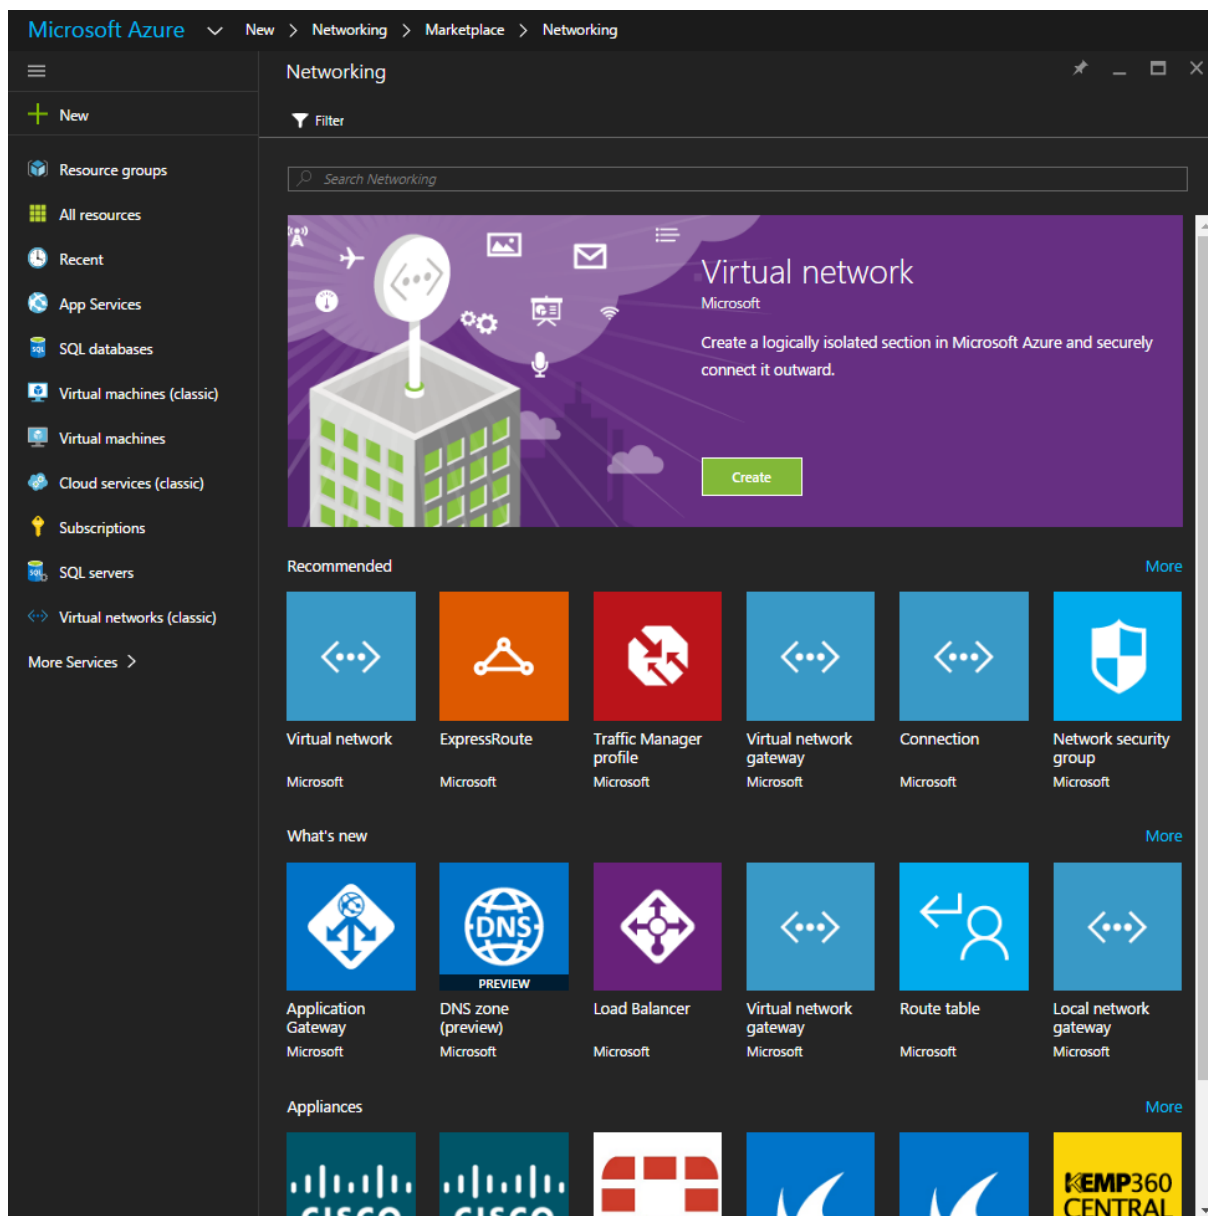 Microsoft Azure New > Networking > Marketplace > Networking
Networking
New
Filter
Resource groups
Search Networking
All resources
Recent
App Services
SQL databases
Virtual machines (classic)
Virtual machines
Cloud services (classic)
Subscriptions
SQL servers
Virtual networks (classic)
More Services >
Virtual network
Microsoft
Create a logically isolated section in Microsoft Azure and securely
connect it outward.
Create
Recommended More
Virtual network
Microsoft
ExpressRoute
Microsoft
Traffic Manager
profile
Microsoft
Virtual network
gateway
Microsoft
Connection
Microsoft
Network security
group
Microsoft
What's new More
Application
Gateway
Microsoft
DNS
PREVIEW
DNS zone
(preview)
Microsoft
Load Balancer
Microsoft
Virtual network
gateway
Microsoft
Route table
Microsoft
Local network
gateway
Microsoft
Appliances More
CISCO
CISCO
KEMP360
CENTRAL